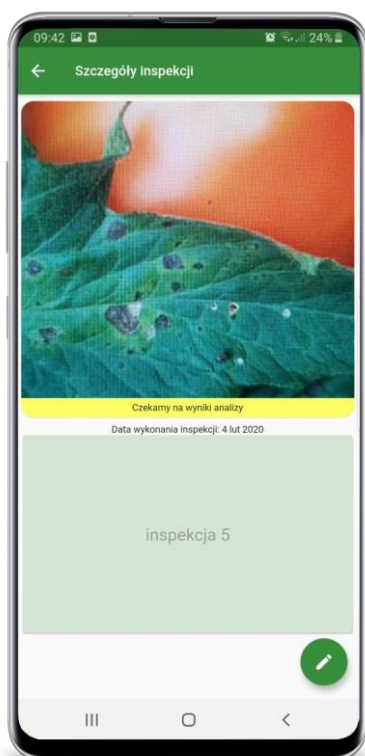 09:42 24%
Szczegóły inspekcji
Czekamy na wyniki analizy
Data wykonania inspekcji: 4 lut 2020
inspekcja 5